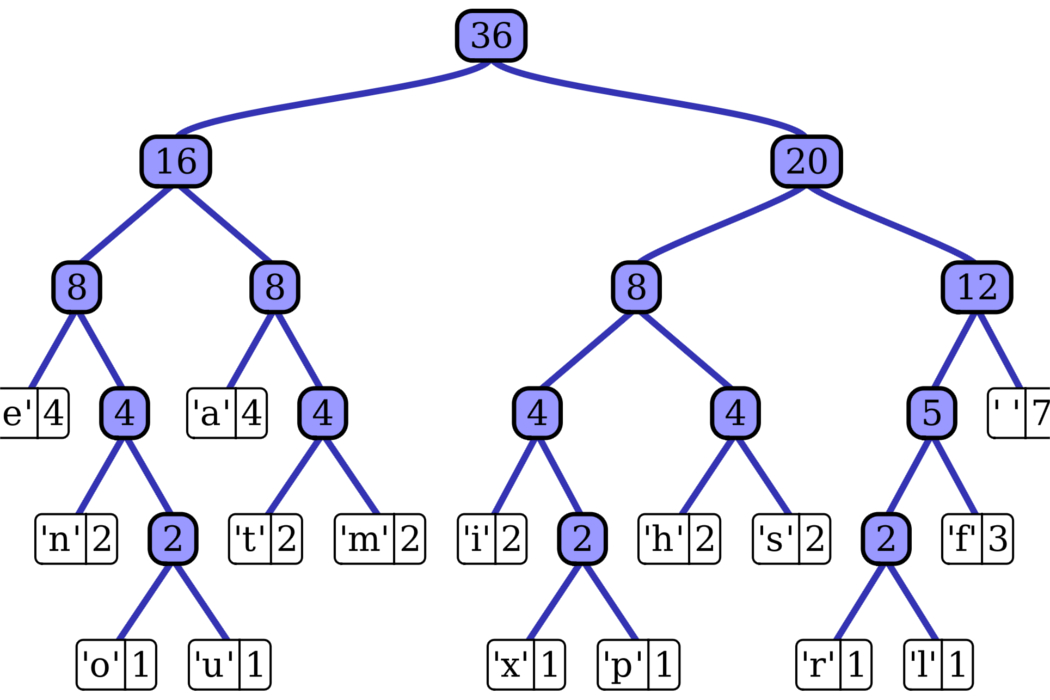 36
16 20
8 8 8 12
e' 4 4 'a' 4 4 4 4 5 ' ' 7
'n' 2 2 't' 2 'm' 2 'i' 2 2 'h' 2 's' 2 2 'f' 3
'o' 1 'u' 1 'x' 1 'p' 1 'r' 1 'l' 1